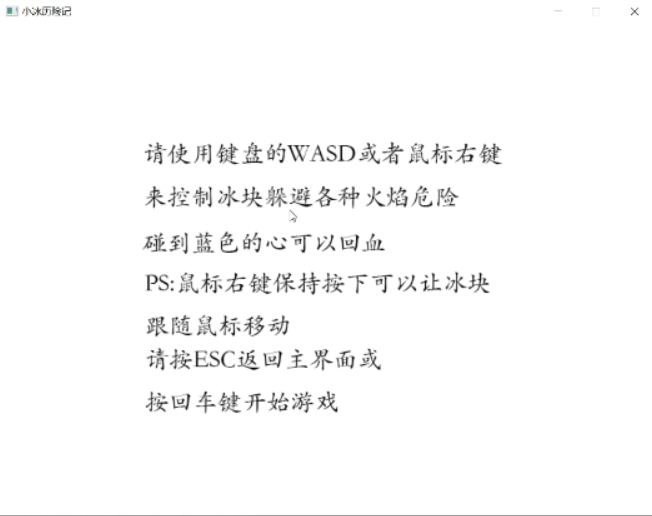 小冰历险记
请使用键盘的WASD或者鼠标右键
来控制冰块躲避各种火焰危险
碰到蓝色的心可以回血
PS:鼠标右键保持按下可以让冰块
跟随鼠标移动
请按ESC返回主界面或
按回车键开始游戏